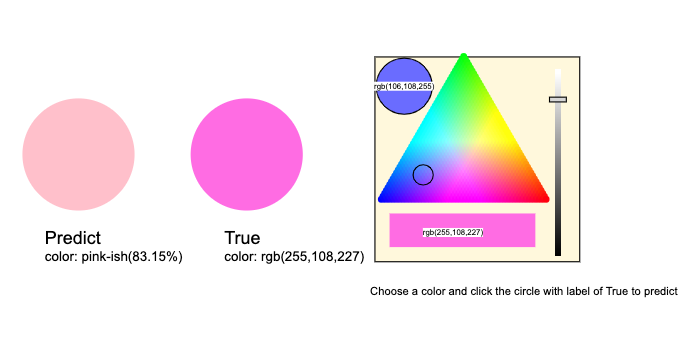 rgb(106,108,255)
rgb(255,108,227)
Predict
color: pink-ish(83.15%)
True
color: rgb(255,108,227)
Choose a color and click the circle with label of True to predict